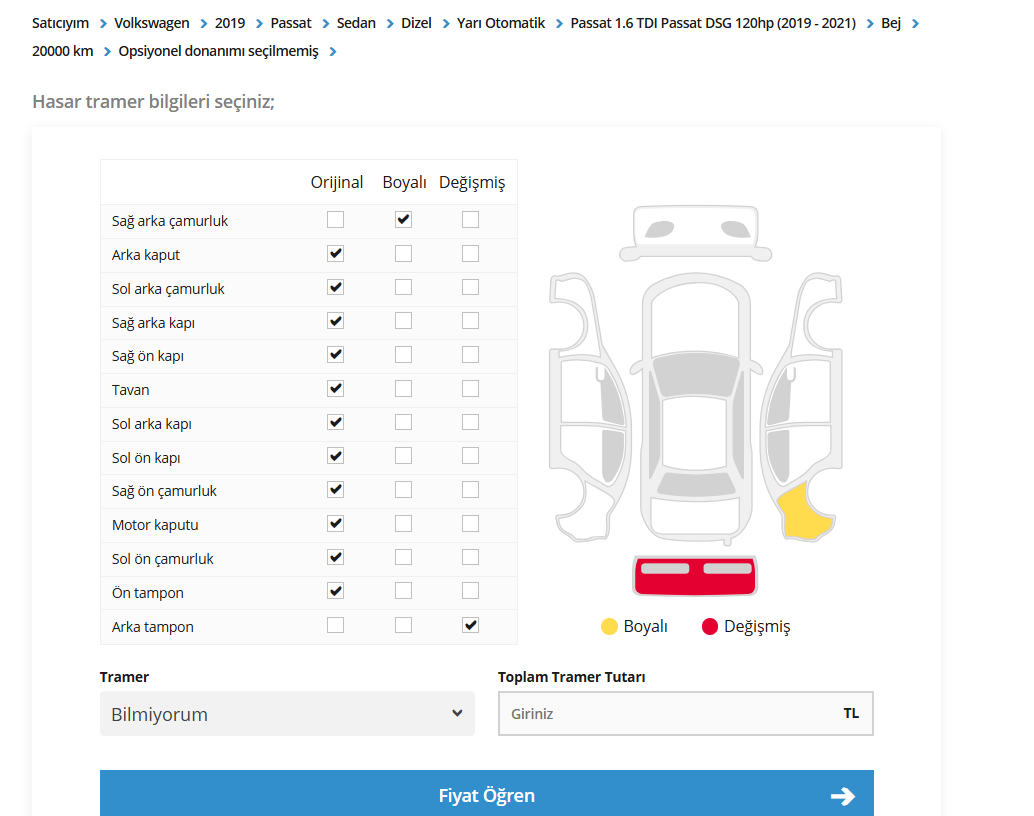 Satıcıyım > Volkswagen > 2019 > Passat > Sedan > Dizel > Yarı Otomatik > Passat 1.6 TDI Passat DSG 120hp (2019 - 2021) > Bej >
20000 km > Opsiyonel donanımı seçilmemiş >
Hasar tramer bilgileri seçiniz;
Orijinal Boyalı Değişmiş
Sağ arka çamurluk
Arka kaput
Sol arka çamurluk
Sağ arka kapı
Sağ ön kapı
Tavan
Sol arka kapı
Sol ön kapı
Sağ ön çamurluk
Motor kaputu
Sol ön çamurluk
Ön tampon
Arka tampon
Boyalı Değişmiş
Tramer
Bilmiyorum
Toplam Tramer Tutarı
Giriniz TL
Fiyat Öğren